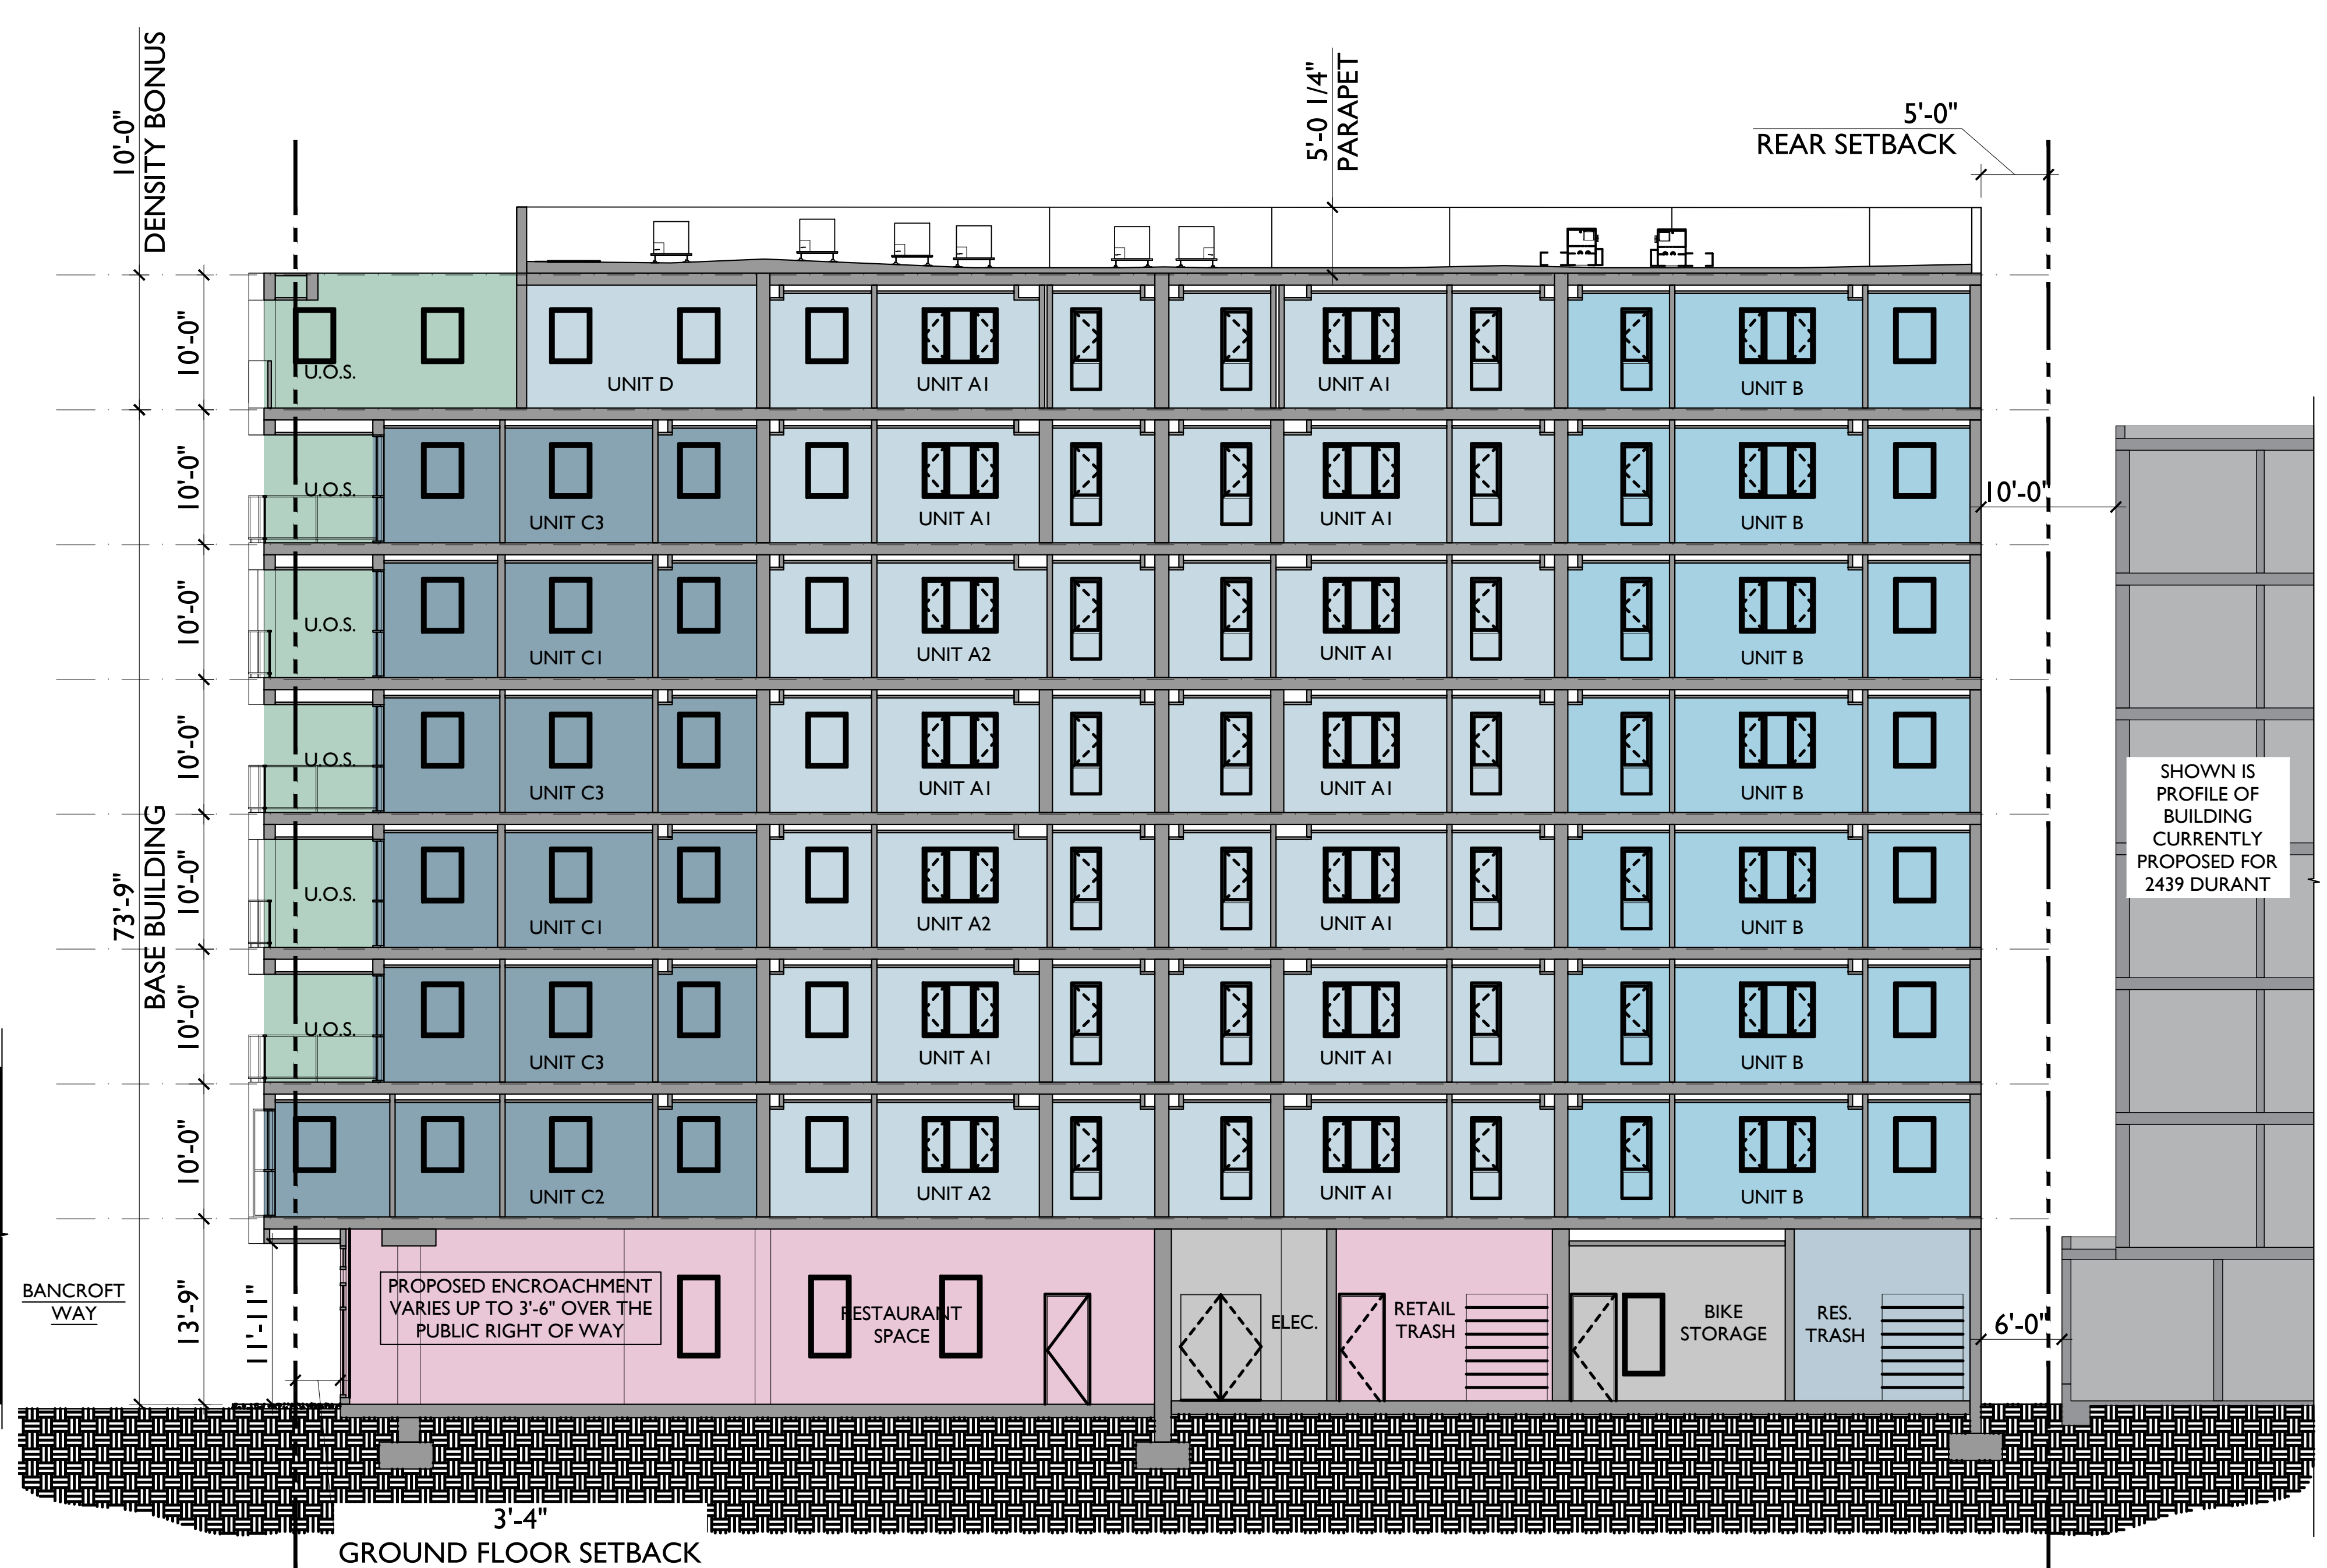 10'-0"
DENSITY BONUS
5'-0 1/4"
PARAPET
5'-0"
REAR SETBACK
10'-0"
U.O.S.
UNIT D
UNIT A1
UNIT A1
UNIT B
10'-0"
U.O.S.
UNIT C3
UNIT A1
UNIT A1
UNIT B
10'-0"
10'-0"
U.O.S.
UNIT C1
UNIT A2
UNIT A1
UNIT B
10'-0"
U.O.S.
UNIT C3
UNIT A1
UNIT A1
UNIT B
SHOWN IS
PROFILE OF
BUILDING
CURRENTLY
PROPOSED FOR
2439 DURANT
73'-9"
BASE BUILDING
10'-0"
U.O.S.
UNIT C1
UNIT A2
UNIT A1
UNIT B
10'-0"
U.O.S.
UNIT C3
UNIT A1
UNIT A1
UNIT B
10'-0"
UNIT C2
UNIT A2
UNIT A1
UNIT B
BANCROFT
WAY
13'-9"
11'-11"
PROPOSED ENCROACHMENT
VARIES UP TO 3'-6" OVER THE
PUBLIC RIGHT OF WAY
RESTAURANT
SPACE
ELEC.
RETAIL
TRASH
BIKE
STORAGE
RES.
TRASH
6'-0"
3'-4"
GROUND FLOOR SETBACK